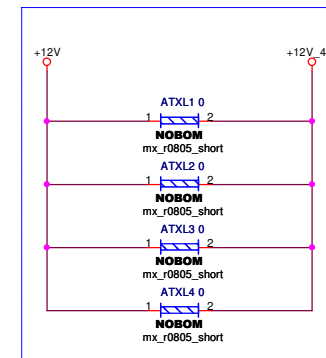 +12V +12V_4
ATXL1 0
1 2
NOBOM
mx_r0805_short
ATXL2 0
1 2
NOBOM
mx_r0805_short
ATXL3 0
1 2
NOBOM
mx_r0805_short
ATXL4 0
1 2
NOBOM
mx_r0805_short